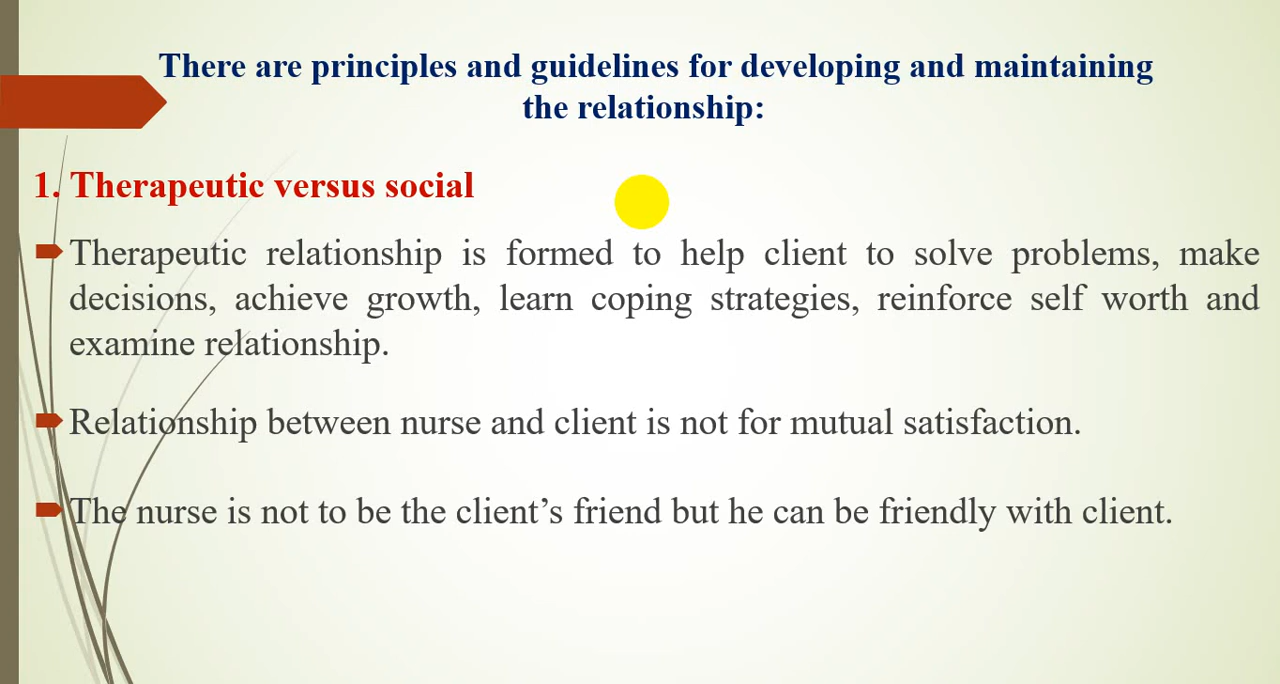 There are principles and guidelines for developing and maintaining
the relationship:
1. Therapeutic versus social
Therapeutic relationship is formed to help client to solve problems, make
decisions, achieve growth, learn coping strategies, reinforce self worth and
examine relationship.
Relationship between nurse and client is not for mutual satisfaction.
The nurse is not to be the client’s friend but he can be friendly with client.